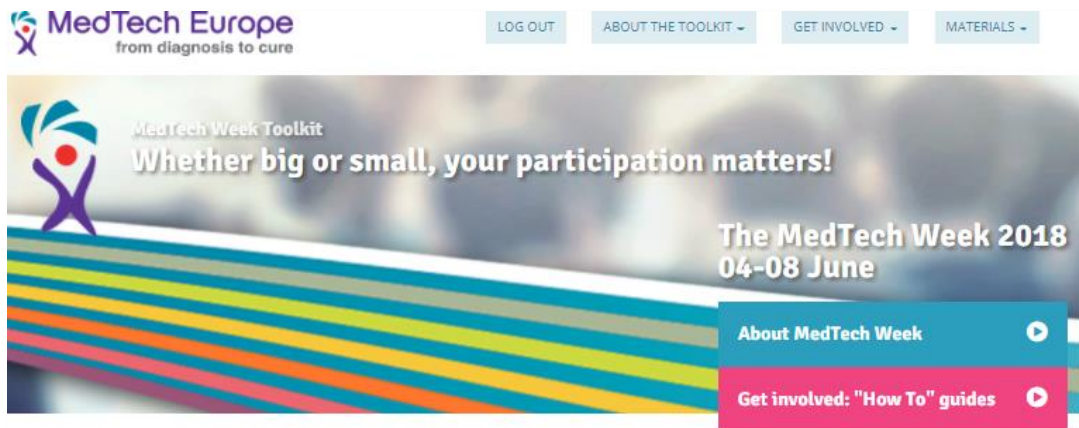 MedTech Europe
from diagnosis to cure
LOG OUT
ABOUT THE TOOLKIT
GET INVOLVED
MATERIALS
MedTech Week Toolkit
Whether big or small, your participation matters!
The MedTech Week 2018
04-08 June
About MedTech Week
Get involved: "How To" guides